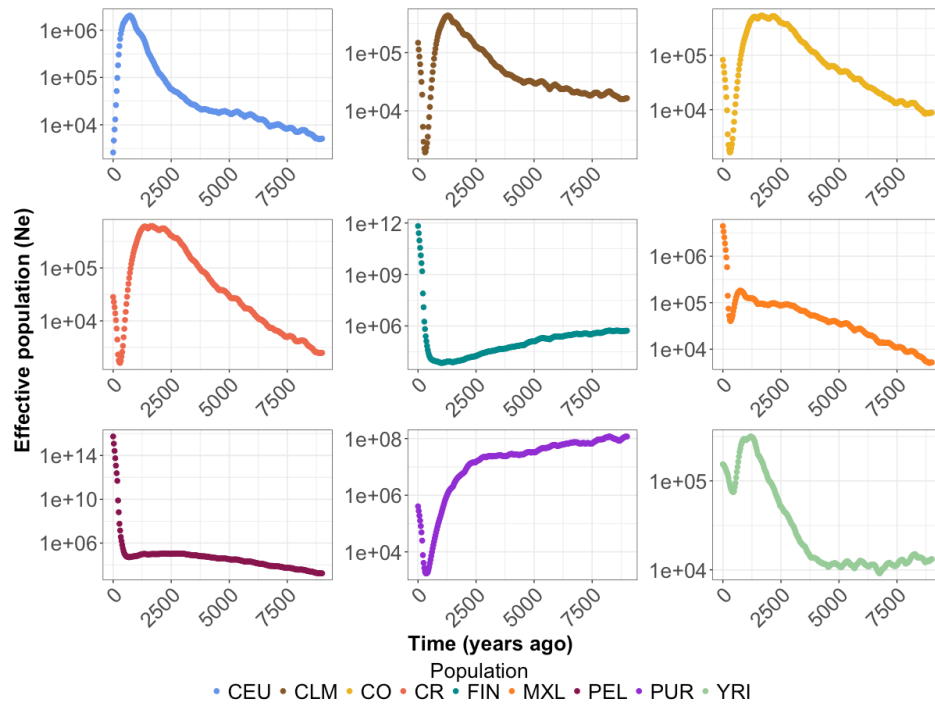 1e+06
1e+05
1e+04
0 2500 5000 7500
1e+05
1e+04
0 2500 5000 7500
1e+05
1e+04
0 2500 5000 7500
1e+05
1e+04
0 2500 5000 7500
1e+12
1e+09
1e+06
0 2500 5000 7500
1e+06
1e+05
1e+04
0 2500 5000 7500
1e+14
1e+10
1e+06
0 2500 5000 7500
1e+08
1e+06
1e+04
0 2500 5000 7500
1e+05
1e+04
0 2500 5000 7500
Effective population (Ne)
Time (years ago)
Population
CEU CLM CO CR FIN MXL PEL PUR YRI